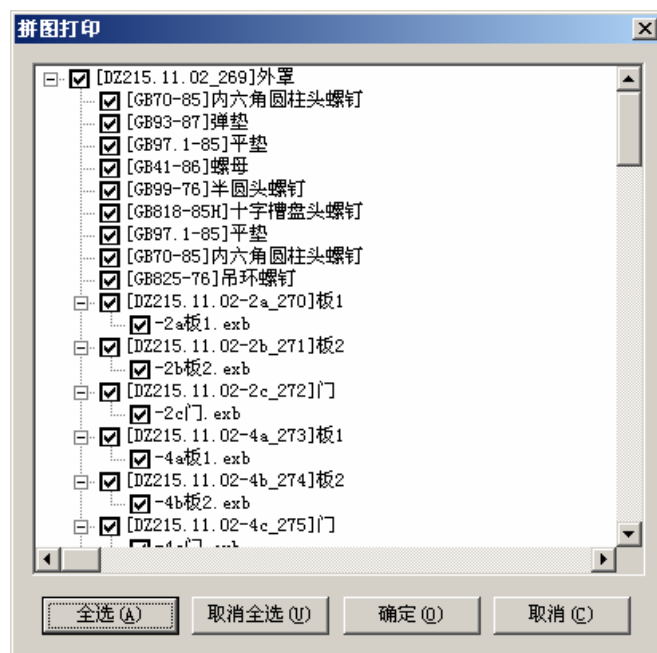 拼图打印
[DZ215.11.02_269]外罩
[GB70-85]内六角圆柱头螺钉
[GB93-87]弹垫
[GB97.1-85]平垫
[GB41-86]螺母
[GB99-76]半圆头螺钉
[GB818-85H]十字槽盘头螺钉
[GB97.1-85]平垫
[GB70-85]内六角圆柱头螺钉
[GB825-76]吊环螺钉
[DZ215.11.02-2a_270]板1
-2a板1.exb
[DZ215.11.02-2b_271]板2
-2b板2.exb
[DZ215.11.02-2c_272]门
-2c门.exb
[DZ215.11.02-4a_273]板1
-4a板1.exb
[DZ215.11.02-4b_274]板2
-4b板2.exb
[DZ215.11.02-4c_275]门
全选(A) 取消全选(U) 确定(O) 取消(C)